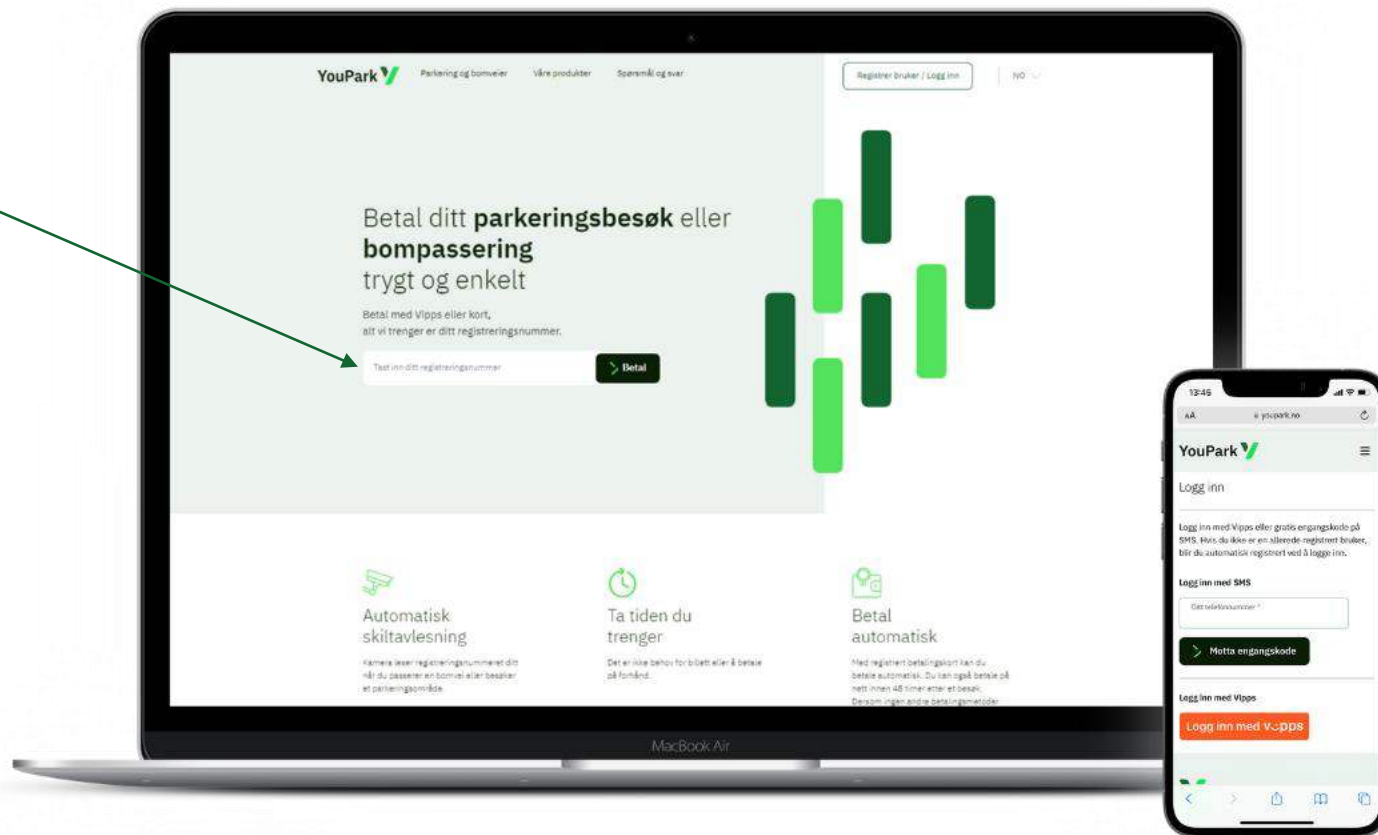 YouPark
Parkering og bomveier
Våre produkter
Spørsmål og svar
Registrer bruker / Logg inn
NO
Betal ditt parkeringsbesøk eller
bompassering
trygt og enkelt
Betal med Vipps eller kort,
alt vi trenger er ditt registreringsnummer.
Tast inn ditt registreringsnummer
Betal
Automatisk
skiltavlesning
Kamera leser registreringsnummeret ditt
når du passerer en bomvei eller besøker
et parkeringsområde.
Ta tiden du
trenger
Det er ikke behov for billett eller å betale
på forhånd.
Betal
automatisk
Med registrert betalingskort kan du
betale automatisk. Du kan også betale på
nett innen 48 timer etter et besøk.
Dersom ingen andre betalingsmetoder
MacBook Air
13:45
AA
youpark.no
YouPark
Logg inn
Logg inn med Vipps eller gratis engangskode på
SMS. Hvis du ikke er en allerede registrert bruker,
blir du automatisk registrert ved å logge inn.
Logg inn med SMS
Ditt telefonnummer *
Motta engangskode
Logg inn med Vipps
Logg inn med vipps